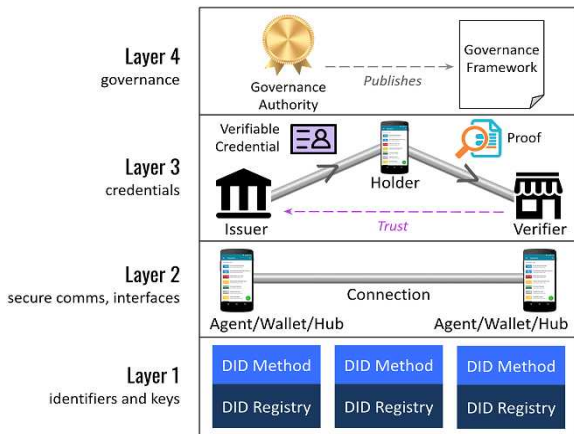 Layer 4
governance
Governance
Authority
Publishes
Governance
Framework
Layer 3
credentials
Verifiable
Credential
Proof
Holder
Issuer
Trust
Verifier
Layer 2
secure comms, interfaces
Connection
Agent/Wallet/Hub
Agent/Wallet/Hub
Layer 1
identifiers and keys
DID Method
DID Method
DID Method
DID Registry
DID Registry
DID Registry